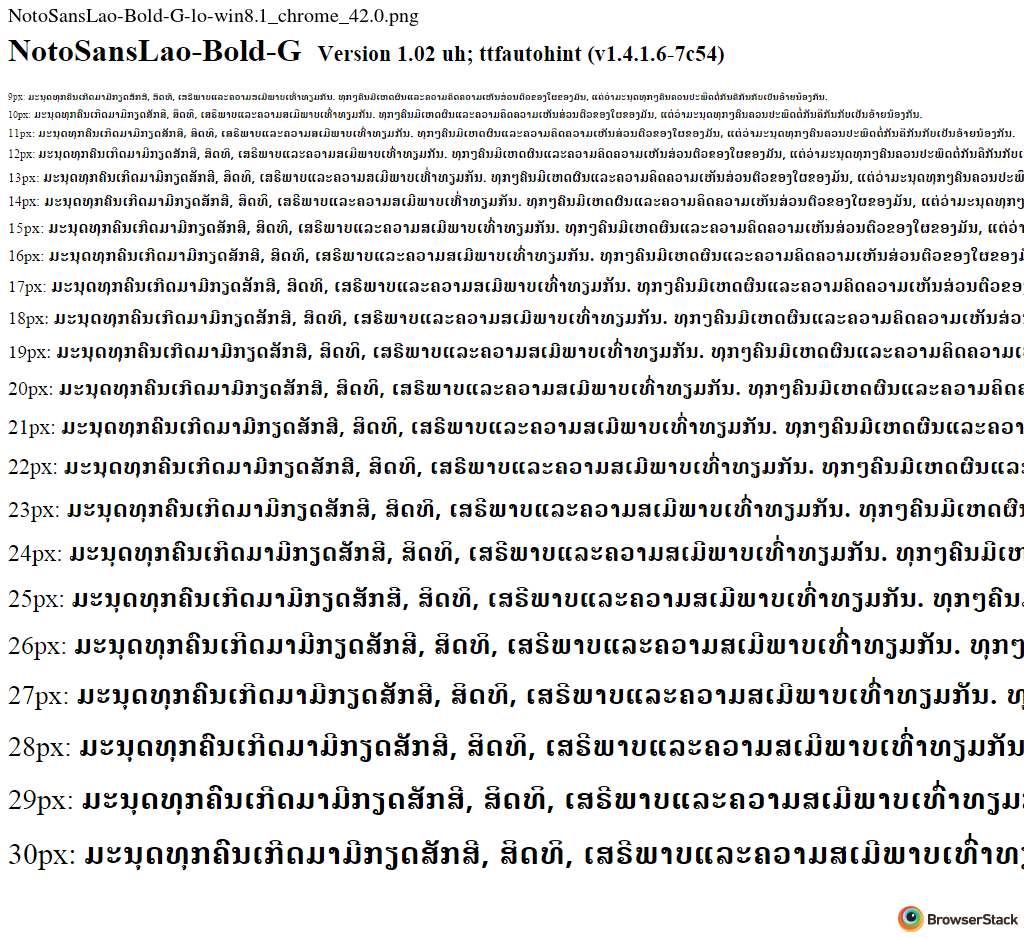 NotoSansLao-Bold-G-lo-win8.1_chrome_42.0.png
NotoSansLao-Bold-G Version 1.02 uh; ttfautohint (v1.4.1.6-7c54)
9px: ມະນຸດທຸກຄົນເກີດມາມີກຽດສັກສີ, ສິດທິ, ເສຣີພາບແລະຄວາມສເມີພາບເທົ່າທຽມກັນ. ທຸກໆຄົນມີເຫດຜົນແລະຄວາມຄິດຄວາມເຫັນສ່ວນຕົວຂອງໃຜຂອງມັນ, ແຕ່ວ່າມະນຸດທຸກໆຄົນຄວນປະພຶດຕໍ່ກັນຄືກັນກັບເປັນອ້າຍນ້ອງກັນ.
10px: ມະນຸດທຸກຄົນເກີດມາມີກຽດສັກສີ, ສິດທິ, ເສຣີພາບແລະຄວາມສເມີພາບເທົ່າທຽມກັນ. ທຸກໆຄົນມີເຫດຜົນແລະຄວາມຄິດຄວາມເຫັນສ່ວນຕົວຂອງໃຜຂອງມັນ, ແຕ່ວ່າມະນຸດທຸກໆຄົນຄວນປະພຶດຕໍ່ກັນຄືກັນກັບເປັນອ້າຍນ້ອງກັນ.
11px: ມະນຸດທຸກຄົນເກີດມາມີກຽດສັກສີ, ສິດທິ, ເສຣີພາບແລະຄວາມສເມີພາບເທົ່າທຽມກັນ. ທຸກໆຄົນມີເຫດຜົນແລະຄວາມຄິດຄວາມເຫັນສ່ວນຕົວຂອງໃຜຂອງມັນ, ແຕ່ວ່າມະນຸດທຸກໆຄົນຄວນປະພຶດຕໍ່ກັນຄືກັນກັບເປັນອ້າຍນ້ອງກັນ.
12px: ມະນຸດທຸກຄົນເກີດມາມີກຽດສັກສີ, ສິດທິ, ເສຣີພາບແລະຄວາມສເມີພາບເທົ່າທຽມກັນ. ທຸກໆຄົນມີເຫດຜົນແລະຄວາມຄິດຄວາມເຫັນສ່ວນຕົວຂອງໃຜຂອງມັນ, ແຕ່ວ່າມະນຸດທຸກໆຄົນຄວນປະພຶດຕໍ່ກັນຄືກັນກັບເ
13px: ມະນຸດທຸກຄົນເກີດມາມີກຽດສັກສີ, ສິດທິ, ເສຣີພາບແລະຄວາມສເມີພາບເທົ່າທຽມກັນ. ທຸກໆຄົນມີເຫດຜົນແລະຄວາມຄິດຄວາມເຫັນສ່ວນຕົວຂອງໃຜຂອງມັນ, ແຕ່ວ່າມະນຸດທຸກໆຄົນຄວນປະພຶ
14px: ມະນຸດທຸກຄົນເກີດມາມີກຽດສັກສີ, ສິດທິ, ເສຣີພາບແລະຄວາມສເມີພາບເທົ່າທຽມກັນ. ທຸກໆຄົນມີເຫດຜົນແລະຄວາມຄິດຄວາມເຫັນສ່ວນຕົວຂອງໃຜຂອງມັນ, ແຕ່ວ່າມະນຸດທຸກໆ
15px: ມະນຸດທຸກຄົນເກີດມາມີກຽດສັກສີ, ສິດທິ, ເສຣີພາບແລະຄວາມສເມີພາບເທົ່າທຽມກັນ. ທຸກໆຄົນມີເຫດຜົນແລະຄວາມຄິດຄວາມເຫັນສ່ວນຕົວຂອງໃຜຂອງມັນ, ແຕ່ວ່າ
16px: ມະນຸດທຸກຄົນເກີດມາມີກຽດສັກສີ, ສິດທິ, ເສຣີພາບແລະຄວາມສເມີພາບເທົ່າທຽມກັນ. ທຸກໆຄົນມີເຫດຜົນແລະຄວາມຄິດຄວາມເຫັນສ່ວນຕົວຂອງໃຜຂອງມ
17px: ມະນຸດທຸກຄົນເກີດມາມີກຽດສັກສີ, ສິດທິ, ເສຣີພາບແລະຄວາມສເມີພາບເທົ່າທຽມກັນ. ທຸກໆຄົນມີເຫດຜົນແລະຄວາມຄິດຄວາມເຫັນສ່ວນຕົວຂອ
18px: ມະນຸດທຸກຄົນເກີດມາມີກຽດສັກສີ, ສິດທິ, ເສຣີພາບແລະຄວາມສເມີພາບເທົ່າທຽມກັນ. ທຸກໆຄົນມີເຫດຜົນແລະຄວາມຄິດຄວາມເຫັນສ່ວ
19px: ມະນຸດທຸກຄົນເກີດມາມີກຽດສັກສີ, ສິດທິ, ເສຣີພາບແລະຄວາມສເມີພາບເທົ່າທຽມກັນ. ທຸກໆຄົນມີເຫດຜົນແລະຄວາມຄິດຄວາມເ
20px: ມະນຸດທຸກຄົນເກີດມາມີກຽດສັກສີ, ສິດທິ, ເສຣີພາບແລະຄວາມສເມີພາບເທົ່າທຽມກັນ. ທຸກໆຄົນມີເຫດຜົນແລະຄວາມຄິດຄ
21px: ມະນຸດທຸກຄົນເກີດມາມີກຽດສັກສີ, ສິດທິ, ເສຣີພາບແລະຄວາມສເມີພາບເທົ່າທຽມກັນ. ທຸກໆຄົນມີເຫດຜົນແລະຄວາ
22px: ມະນຸດທຸກຄົນເກີດມາມີກຽດສັກສີ, ສິດທິ, ເສຣີພາບແລະຄວາມສເມີພາບເທົ່າທຽມກັນ. ທຸກໆຄົນມີເຫດຜົນແລະ
23px: ມະນຸດທຸກຄົນເກີດມາມີກຽດສັກສີ, ສິດທິ, ເສຣີພາບແລະຄວາມສເມີພາບເທົ່າທຽມກັນ. ທຸກໆຄົນມີເຫດຜົນ
24px: ມະນຸດທຸກຄົນເກີດມາມີກຽດສັກສີ, ສິດທິ, ເສຣີພາບແລະຄວາມສເມີພາບເທົ່າທຽມກັນ. ທຸກໆຄົນມີເຫ
25px: ມະນຸດທຸກຄົນເກີດມາມີກຽດສັກສີ, ສິດທິ, ເສຣີພາບແລະຄວາມສເມີພາບເທົ່າທຽມກັນ. ທຸກໆຄົນ
26px: ມະນຸດທຸກຄົນເກີດມາມີກຽດສັກສີ, ສິດທິ, ເສຣີພາບແລະຄວາມສເມີພາບເທົ່າທຽມກັນ. ທຸກໆ
27px: ມະນຸດທຸກຄົນເກີດມາມີກຽດສັກສີ, ສິດທິ, ເສຣີພາບແລະຄວາມສເມີພາບເທົ່າທຽມກັນ. ທຸ
28px: ມະນຸດທຸກຄົນເກີດມາມີກຽດສັກສີ, ສິດທິ, ເສຣີພາບແລະຄວາມສເມີພາບເທົ່າທຽມກັນ
29px: ມະນຸດທຸກຄົນເກີດມາມີກຽດສັກສີ, ສິດທິ, ເສຣີພາບແລະຄວາມສເມີພາບເທົ່າທຽມ
30px: ມະນຸດທຸກຄົນເກີດມາມີກຽດສັກສີ, ສິດທິ, ເສຣີພາບແລະຄວາມສເມີພາບເທົ່າທຽ
BrowserStack